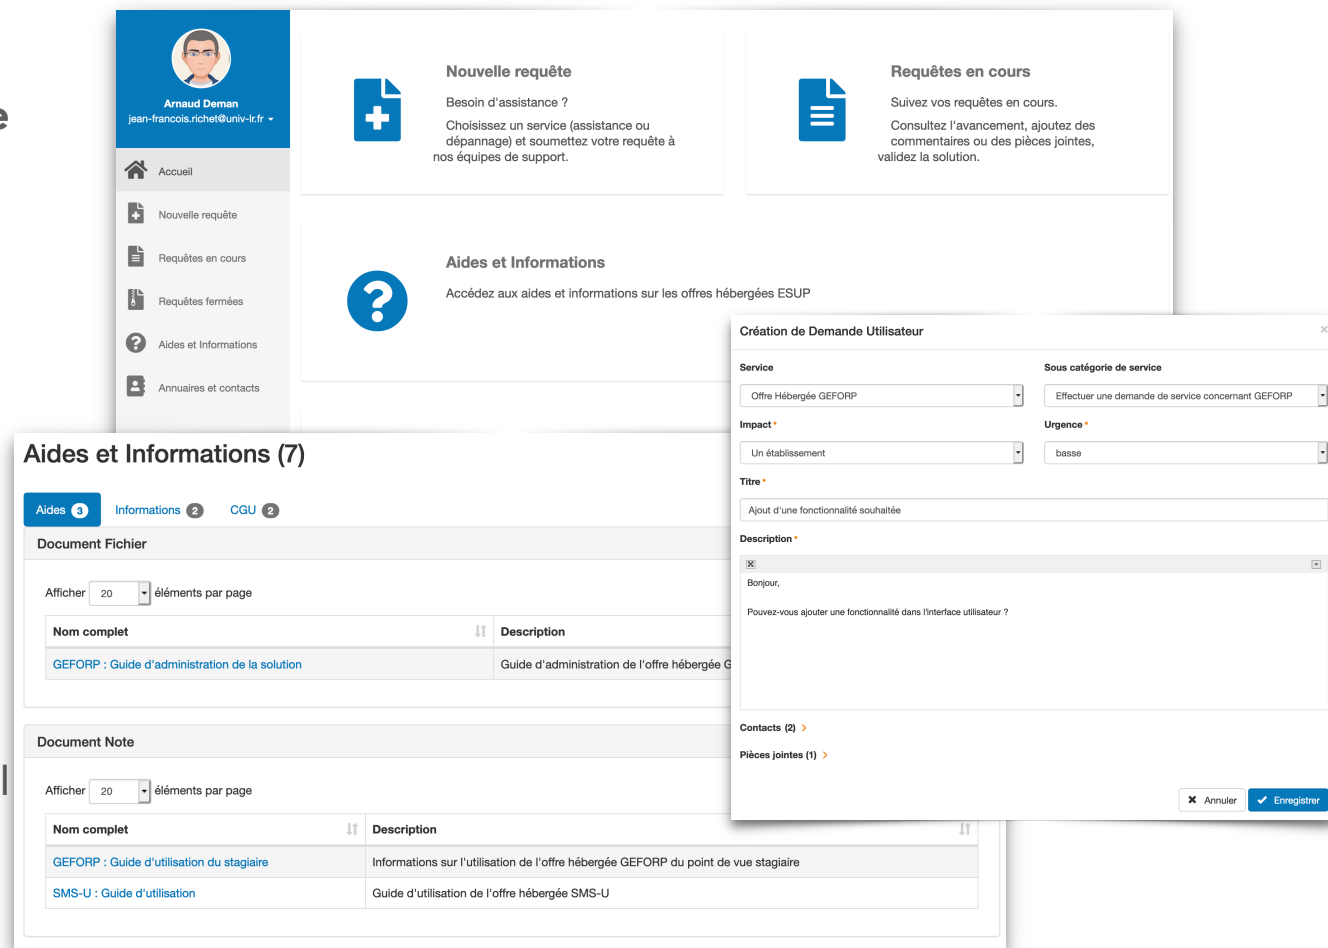 e
Arnaud Deman
jean-francois.richet@univ-lr.fr
Accueil
Nouvelle requête
Requêtes en cours
Requêtes fermées
Aides et Informations
Annuaires et contacts
Nouvelle requête
Besoin d'assistance ?
Choisissez un service (assistance ou
dépannage) et soumettez votre requête à
nos équipes de support.
Requêtes en cours
Suivez vos requêtes en cours.
Consultez l'avancement, ajoutez des
commentaires ou des pièces jointes,
validez la solution.
Aides et Informations
Accédez aux aides et informations sur les offres hébergées ESUP
Création de Demande Utilisateur
Service
Sous catégorie de service
Offre Hébergée GEFORP
Effectuer une demande de service concernant GEFORP
Impact *
Urgence *
Un établissement
basse
Titre *
Ajout d'une fonctionnalité souhaitée
Description *
Bonjour,
Pouvez-vous ajouter une fonctionnalité dans l'interface utilisateur ?
Contacts (2)
Pièces jointes (1)
Annuler
Enregistrer
Aides et Informations (7)
Aides 3
Informations 2
CGU 2
Document Fichier
Afficher 20 éléments par page
Nom complet
Description
GEFORP : Guide d'administration de la solution
Guide d'administration de l'offre hébergée G
Document Note
l
Afficher 20 éléments par page
Nom complet
Description
GEFORP : Guide d'utilisation du stagiaire
Informations sur l'utilisation de l'offre hébergée GEFORP du point de vue stagiaire
SMS-U : Guide d'utilisation
Guide d'utilisation de l'offre hébergée SMS-U